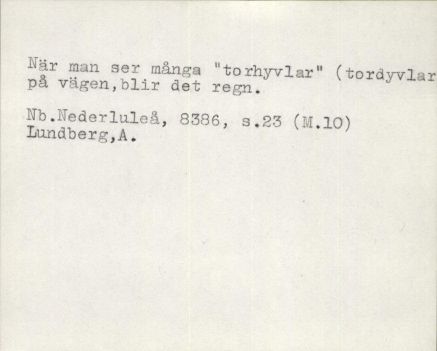 När man ser många "torhyvlar" (tordyvlar
på vägen,blir det regn.
Nb.Nederluleå, 8386, s.23 (M.10)
Lundberg,A.